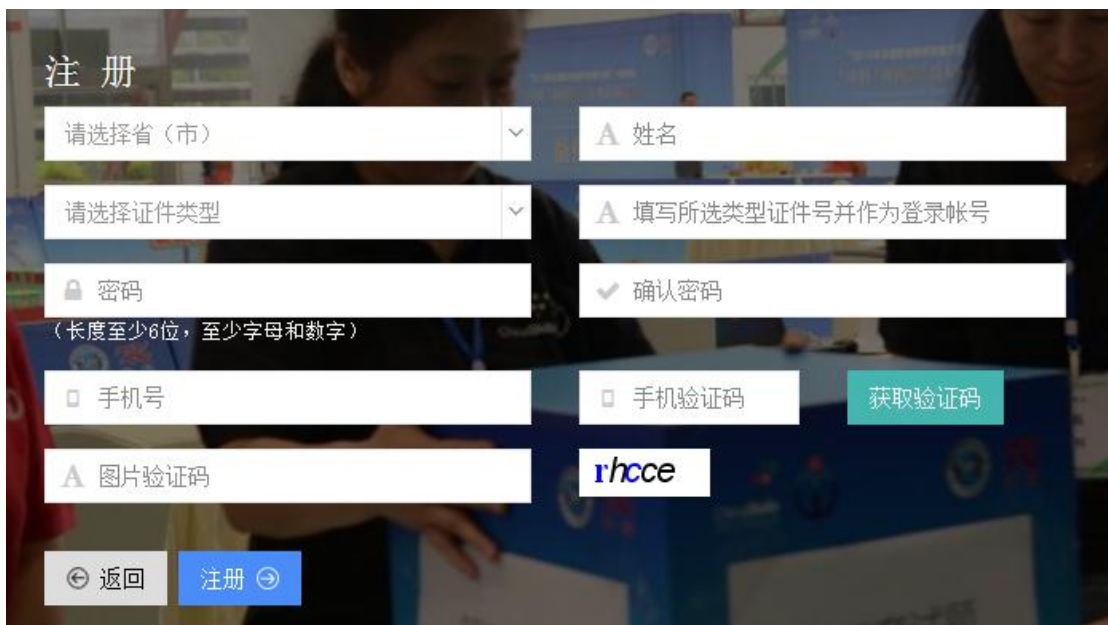 注 册
请选择省（市）
姓名
请选择证件类型
填写所选类型证件号并作为登录帐号
密码
确认密码
（长度至少6位，至少字母和数字）
手机号
手机验证码
获取验证码
图片验证码
rhcce
返回
注册